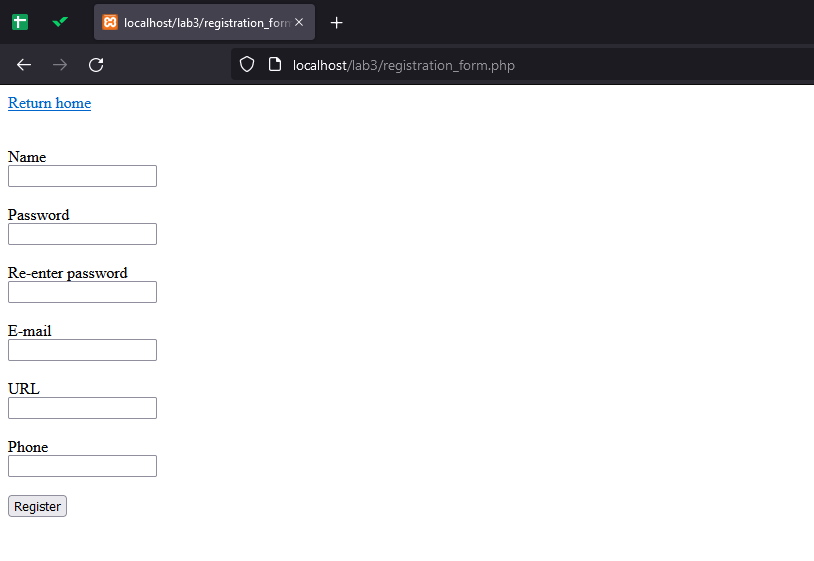 localhost/lab3/registration_form
localhost/lab3/registration_form.php
Return home
Name
Password
Re-enter password
E-mail
URL
Phone
Register